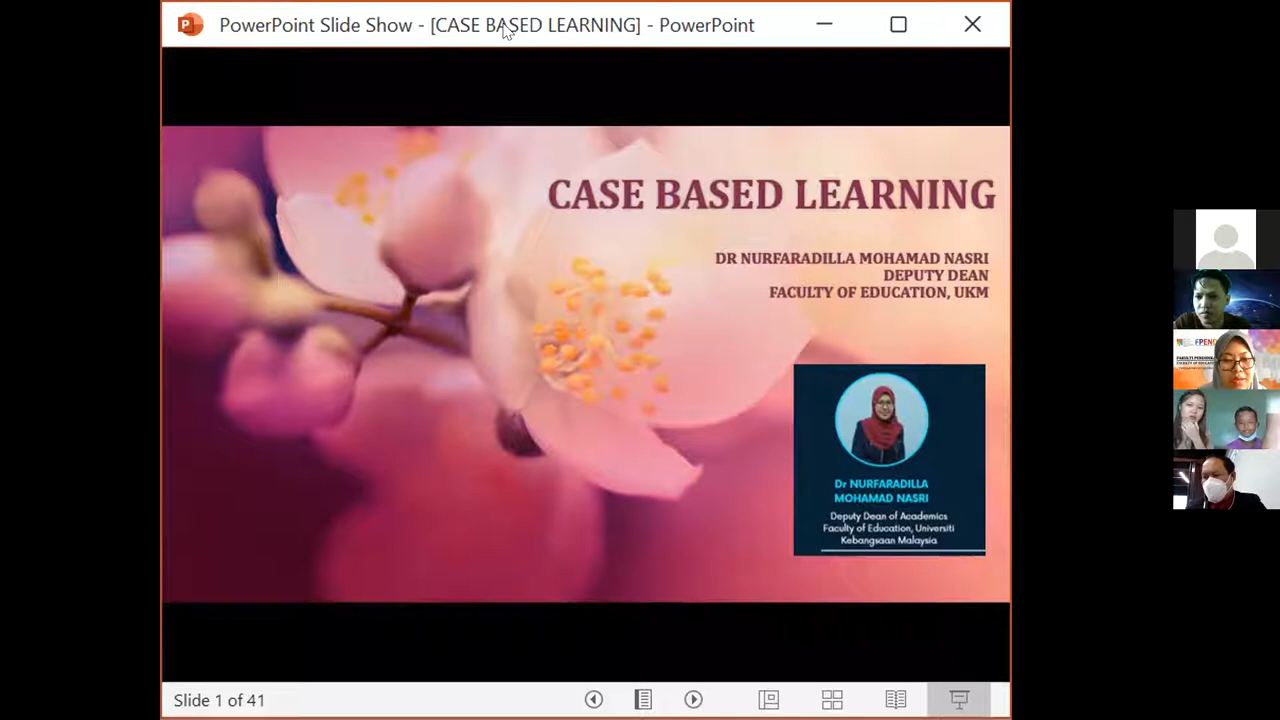 PowerPoint Slide Show - [CASE BASED LEARNING] - PowerPoint
CASE BASED LEARNING
DR NURFARADILLA MOHAMAD NASRI
DEPUTY DEAN
FACULTY OF EDUCATION, UKM
Dr NURFARADILLA
MOHAMAD NASRI
Deputy Dean of Academics
Faculty of Education, Universiti
Kebangsaan Malaysia
Slide 1 of 41